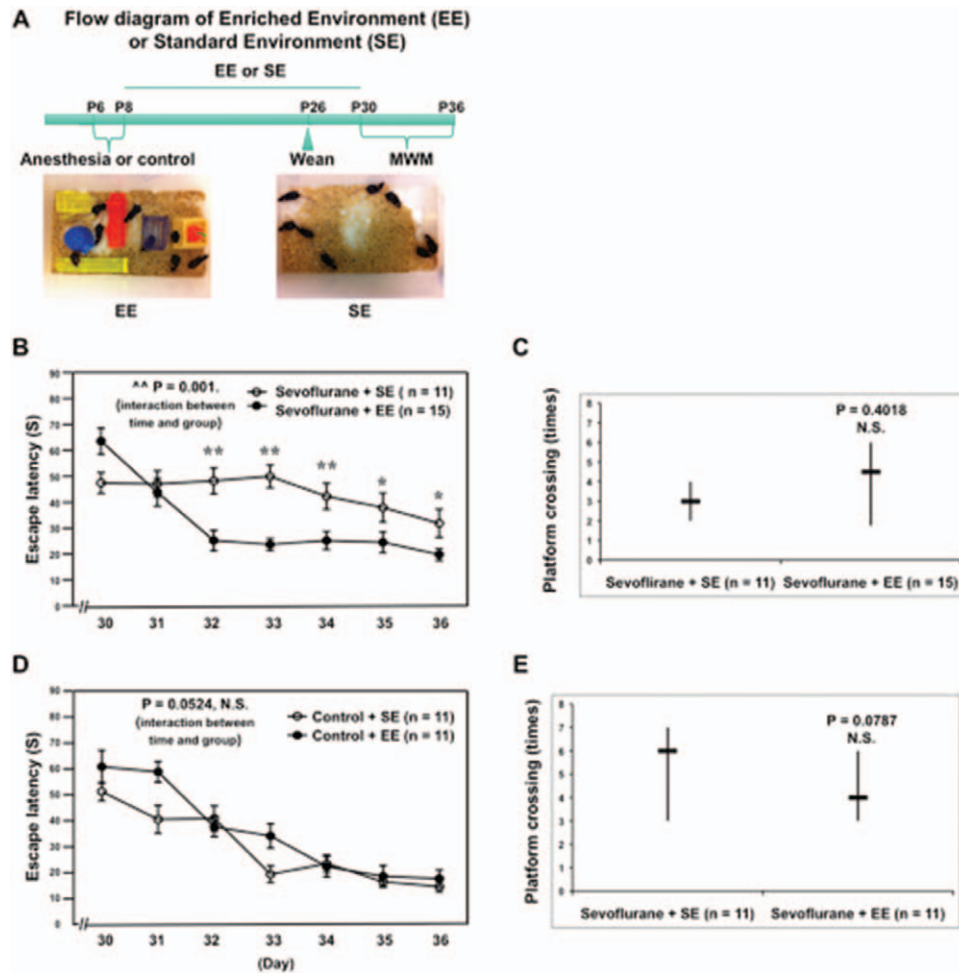 A
Flow diagram of Enriched Environment (EE)
or Standard Environment (SE)
EE or SE
P6 P8 P26 P30 P36
Anesthesia or control Wean MWM
EE SE
B
Escape latency (S)
90
80
70
60
50
40
30
20
10
0
^^ P = 0.001.
(interaction between
time and group)
Sevoflurane + SE ( n = 11)
Sevoflurane + EE (n = 15)
** ** ** * *
30 31 32 33 34 35 36
C
Platform crossing (times)
8
7
6
5
4
3
2
1
0
P = 0.4018
N.S.
Sevoflirane + SE (n = 11) Sevoflurane + EE (n = 15)
D
Escape latency (S)
90
80
70
60
50
40
30
20
10
0
P = 0.0524, N.S.
(interaction between
time and group)
Control + SE (n = 11)
Control + EE (n = 11)
30 31 32 33 34 35 36
(Day)
E
Platform crossing (times)
8
7
6
5
4
3
2
1
0
P = 0.0787
N.S.
Sevoflurane + SE (n = 11) Sevoflurane + EE (n = 11)